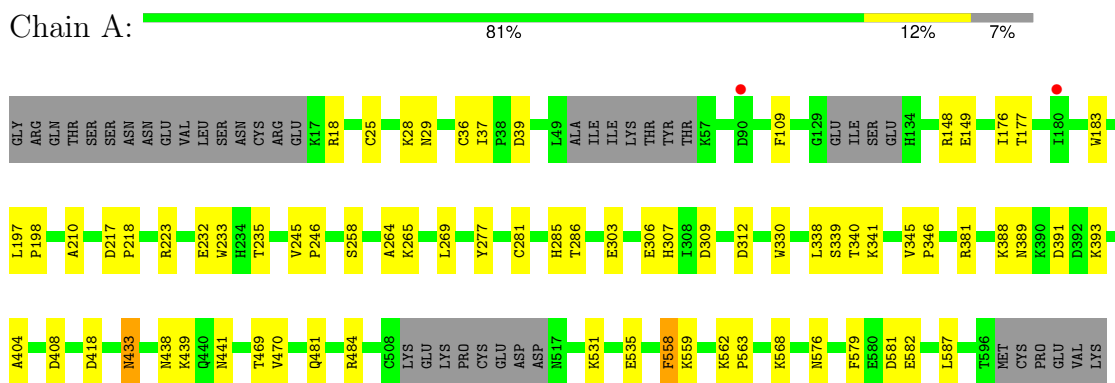 Chain A:
81% 12% 7%
GLY ARG GLN THR SER SER ASN ASN GLU VAL LEU SER ASN CYS ARG GLU K17 R18 C25 K28 N29 C36 I37 P38 D39 L49 ALA ILE ILE LYS THR TYR THR K57 D90 F109 G129 GLU ILE SER GLU H134 R148 E149 I176 T177 I180 W183
L197 P198 A210 D217 P218 R223 E232 W233 H234 T235 V245 P246 S258 A264 K265 L269 Y277 C281 H285 T286 E303 E306 H307 I308 D309 D312 W330 L338 S339 T340 K341 V345 P346 R381 K388 N389 K390 D391 D392 K393
A404 D408 D418 N433 N438 K439 Q440 N441 T469 V470 Q481 R484 C508 LYS GLU LYS PRO CYS GLU ASP ASP N517 K531 E535 F558 K559 K562 P563 K568 N576 F579 E580 D581 E582 L587 T596 MET CYS PRO GLU VAL LYS